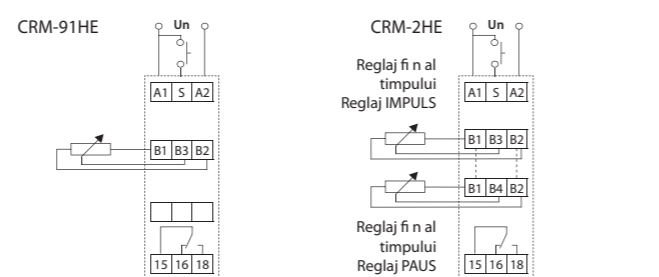 CRM-91HE
Un
A1 S A2
B1 B3 B2
15 16 18
CRM-2HE
Un
Reglaj fi n al
timpului
Reglaj IMPULS
A1 S A2
B1 B3 B2
B1 B4 B2
Reglaj fi n al
timpului
Reglaj PAUS
15 16 18